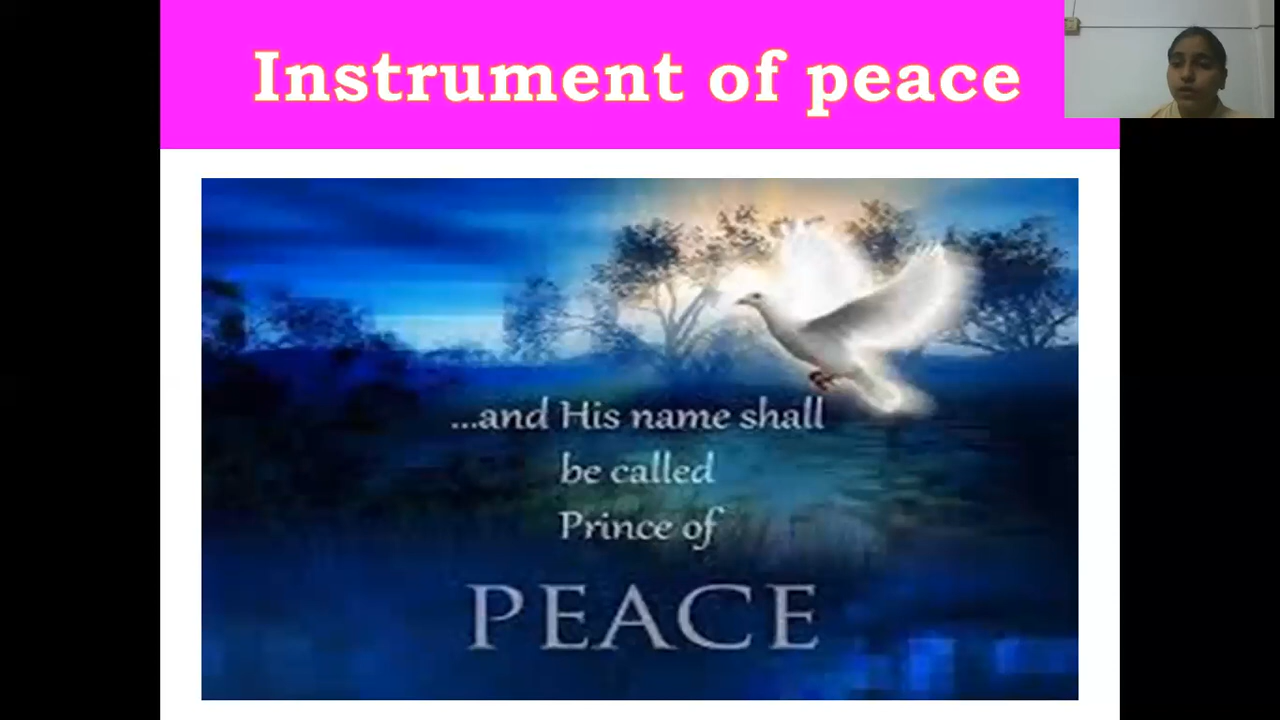 Instrument of peace
...and His name shall
be called
Prince of
PEACE